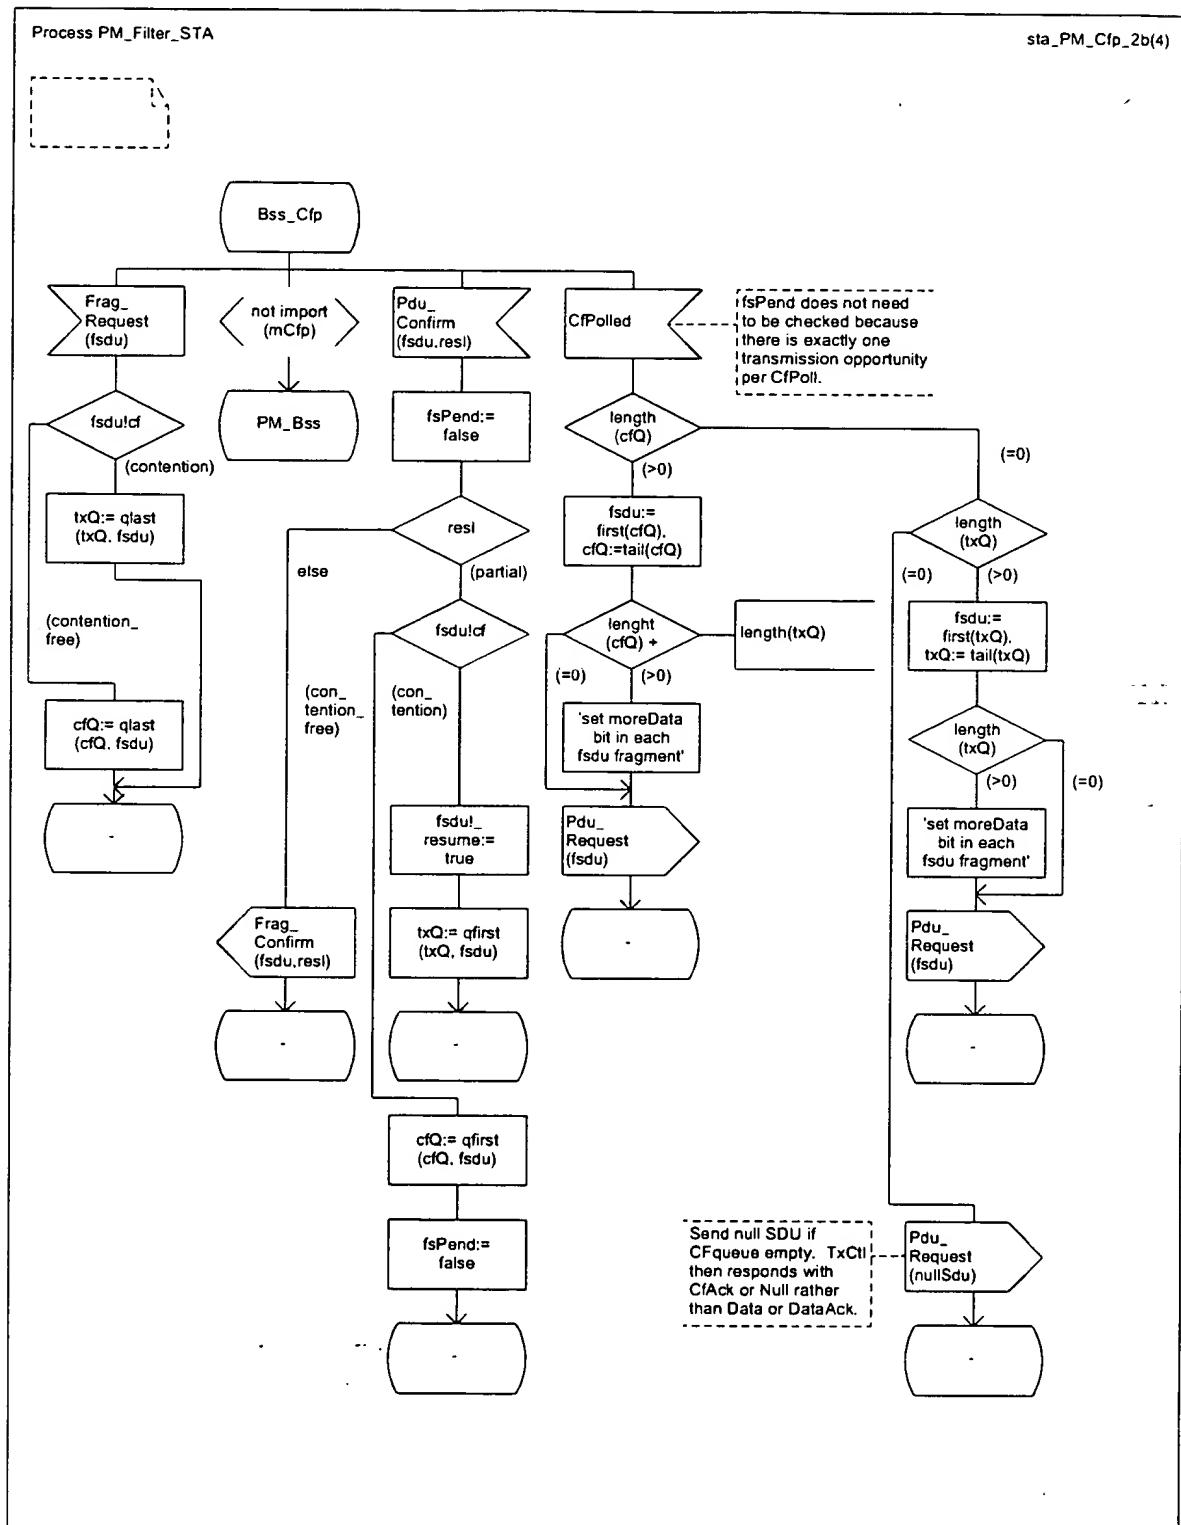 Process PM_Filter_STA
sta_PM_Cfp_2b(4)
Bss_Cfp
Frag_
Request
(fsdu)
not import
(mCfp)
Pdu_
Confirm
(fsdu,resl)
CfPolled
fsPend does not need
to be checked because
there is exactly one
transmission opportunity
per CfPoll.
fsdu!cf
(contention)
PM_Bss
fsPend:=
false
length
(cfQ)
(>0)
(=0)
txQ:= qlast
(txQ, fsdu)
resl
else
(partial)
fsdu:=
first(cfQ),
cfQ:=tail(cfQ)
length
(txQ)
(=0)
(>0)
(contention_
free)
fsdu!cf
(con_
tention_
free)
(con_
tention)
lenght
(cfQ) +
length(txQ)
(=0)
(>0)
fsdu:=
first(txQ),
txQ:= tail(txQ)
cfQ:= qlast
(cfQ, fsdu)
-
'set moreData
bit in each
fsdu fragment'
length
(txQ)
(>0)
(=0)
fsdu!_
resume:=
true
Pdu_
Request
(fsdu)
-
'set moreData
bit in each
fsdu fragment'
Frag_
Confirm
(fsdu,resl)
-
txQ:= qfirst
(txQ, fsdu)
-
Pdu_
Request
(fsdu)
-
cfQ:= qfirst
(cfQ, fsdu)
fsPend:=
false
-
Send null SDU if
CFqueue empty. TxCtl
then responds with
CfAck or Null rather
than Data or DataAck.
Pdu_
Request
(nullSdu)
-